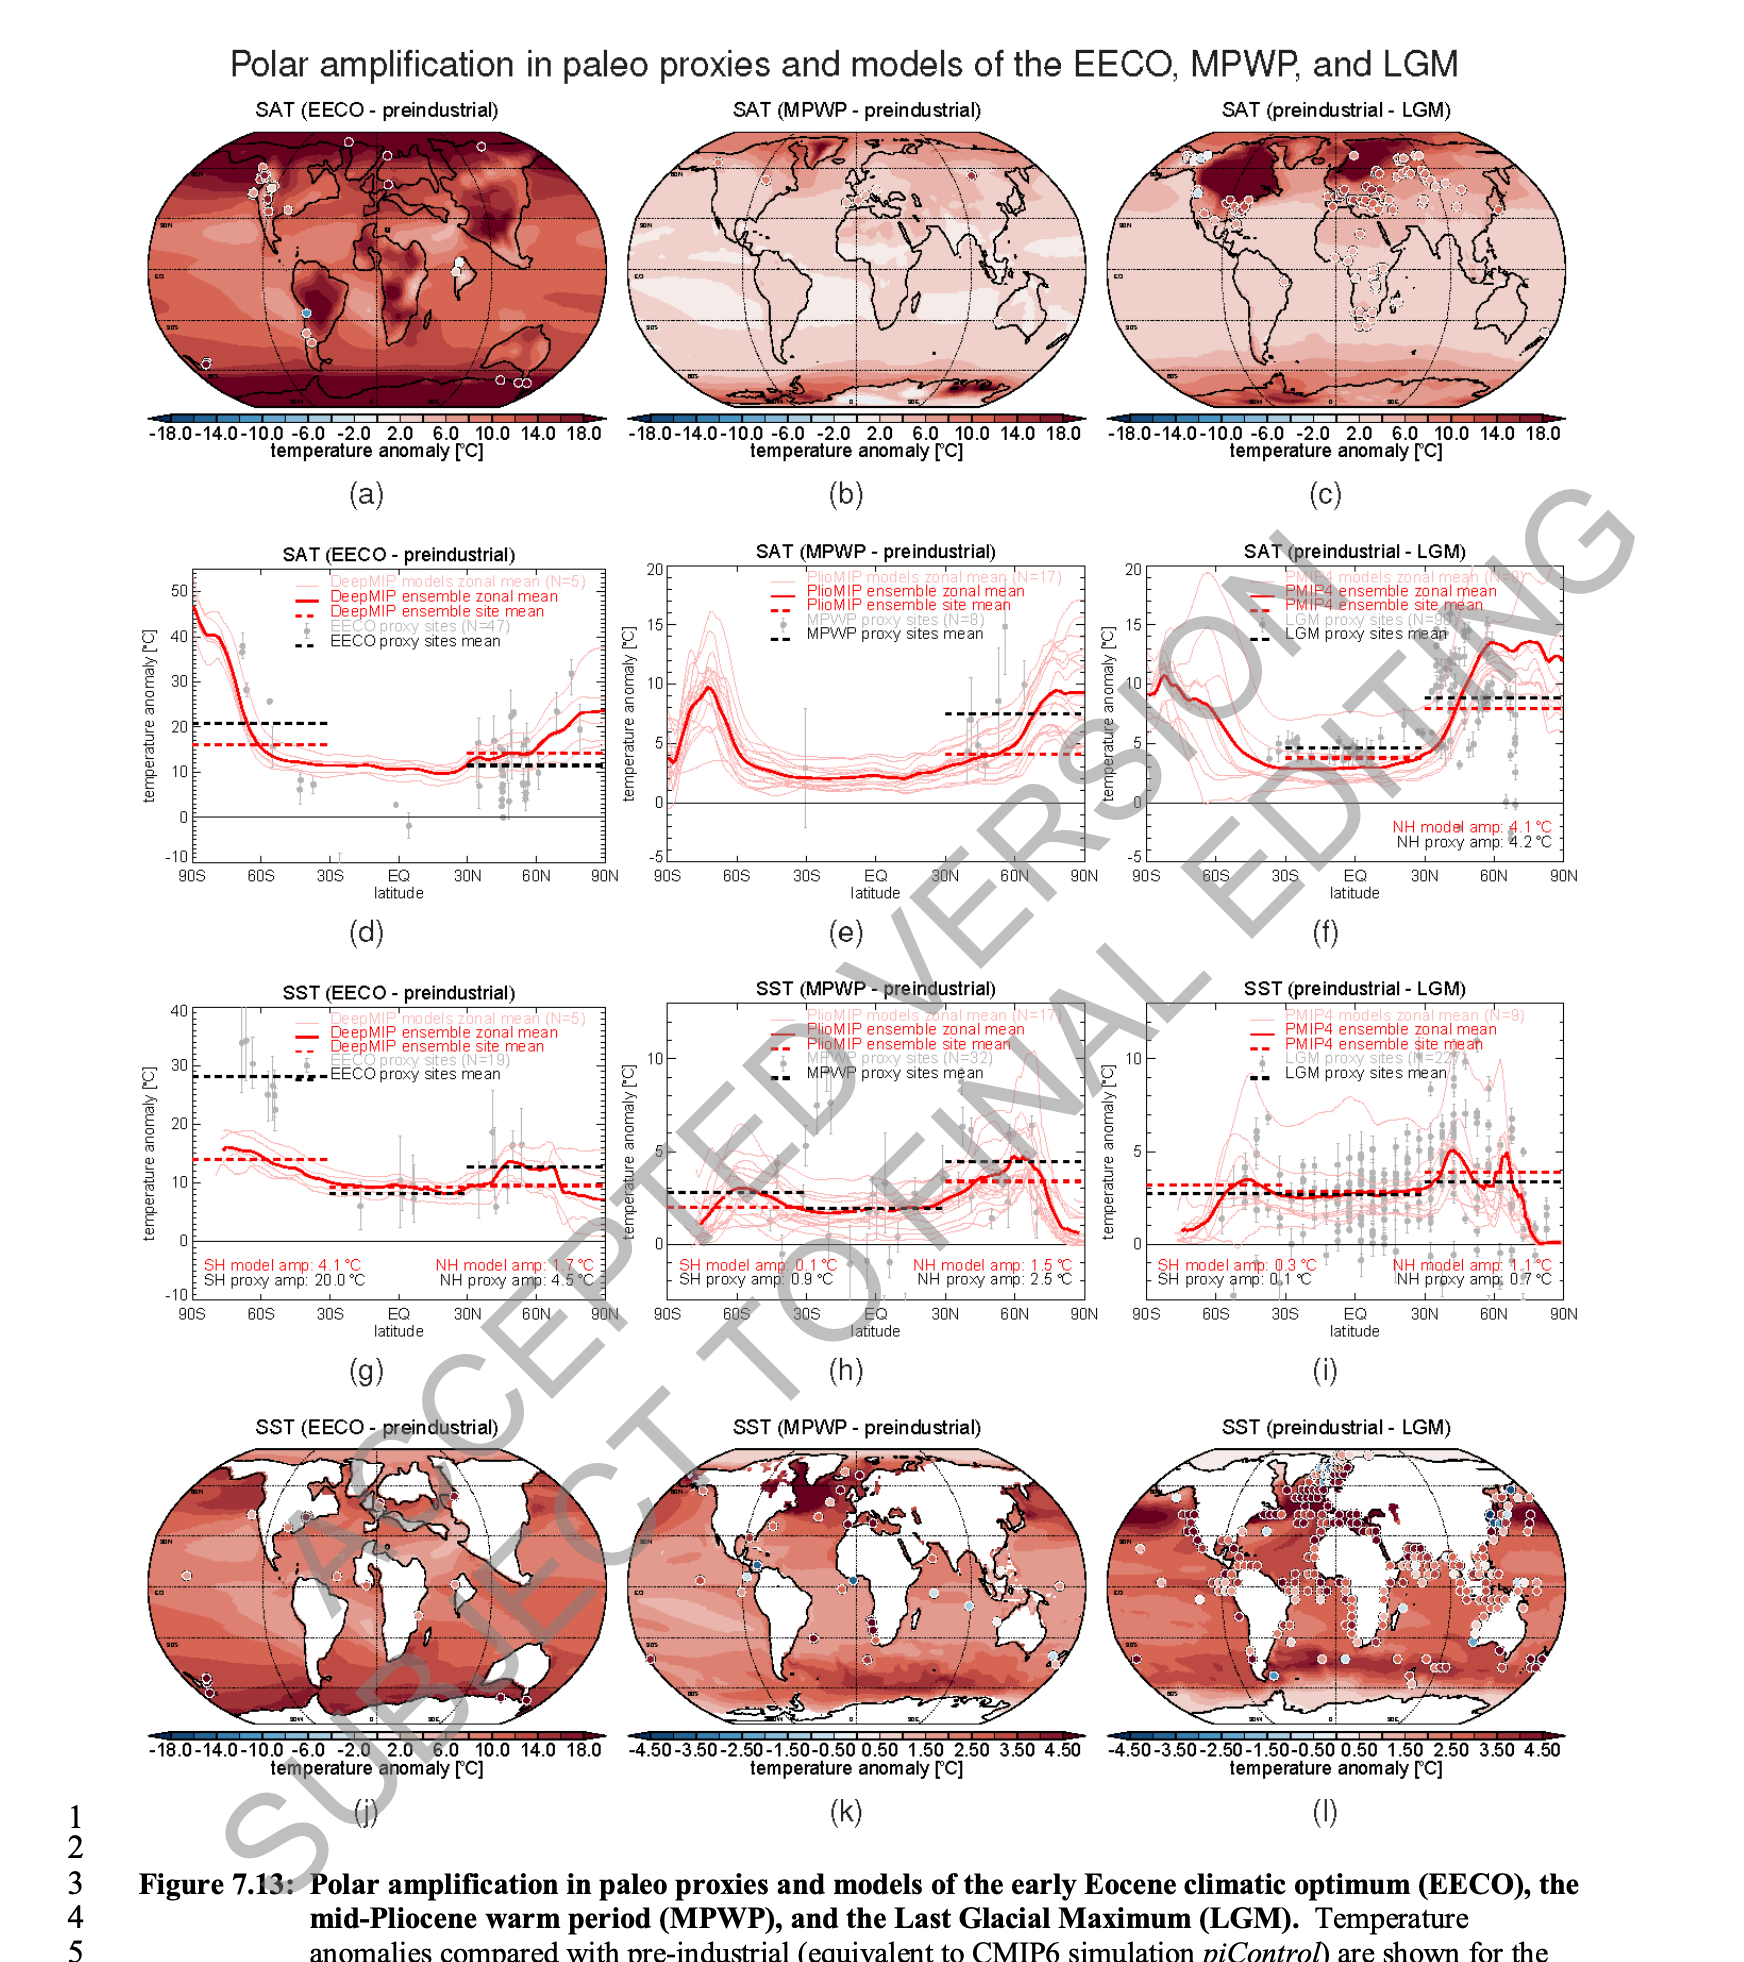 Polar amplification in paleo proxies and models of the EECO, MPWP, and LGM
SAT (EECO - preindustrial)
SAT (MPWP - preindustrial)
SAT (preindustrial - LGM)
-18.0 -14.0 -10.0 -6.0 -2.0 2.0 6.0 10.0 14.0 18.0
temperature anomaly [°C]
-18.0 -14.0 -10.0 -6.0 -2.0 2.0 6.0 10.0 14.0 18.0
temperature anomaly [°C]
-18.0 -14.0 -10.0 -6.0 -2.0 2.0 6.0 10.0 14.0 18.0
temperature anomaly [°C]
(a)
(b)
(c)
SAT (EECO - preindustrial)
DeepMIP models zonal mean (N=5)
DeepMIP ensemble zonal mean
DeepMIP ensemble site mean
EECO proxy sites (N=47)
EECO proxy sites mean
temperature anomaly [°C]
50
40
30
20
10
0
-10
90S 60S 30S EQ 30N 60N 90N
latitude
(d)
SAT (MPWP - preindustrial)
PlioMIP models zonal mean (N=17)
PlioMIP ensemble zonal mean
PlioMIP ensemble site mean
MPWP proxy sites (N=8)
MPWP proxy sites mean
temperature anomaly [°C]
20
15
10
5
0
-5
90S 60S 30S EQ 30N 60N 90N
latitude
(e)
SAT (preindustrial - LGM)
PMIP4 models zonal mean (N=9)
PMIP4 ensemble zonal mean
PMIP4 ensemble site mean
LGM proxy sites
LGM proxy sites mean
temperature anomaly [°C]
20
15
10
5
0
-5
NH model amp: 4.1 °C
NH proxy amp: 4.2 °C
90S 60S 30S EQ 30N 60N 90N
latitude
(f)
SST (EECO - preindustrial)
DeepMIP models zonal mean (N=5)
DeepMIP ensemble zonal mean
DeepMIP ensemble site mean
EECO proxy sites (N=19)
EECO proxy sites mean
temperature anomaly [°C]
40
30
20
10
0
-10
SH model amp: 4.1 °C
SH proxy amp: 20.0 °C
NH model amp: 1.7 °C
NH proxy amp: 4.5 °C
90S 60S 30S EQ 30N 60N 90N
latitude
(g)
SST (MPWP - preindustrial)
PlioMIP models zonal mean (N=17)
PlioMIP ensemble zonal mean
PlioMIP ensemble site mean
MPWP proxy sites (N=32)
MPWP proxy sites mean
temperature anomaly [°C]
10
5
0
SH model amp: 0.1 °C
SH proxy amp: 0.9 °C
NH model amp: 1.5 °C
NH proxy amp: 2.5 °C
90S 60S 30S EQ 30N 60N 90N
latitude
(h)
SST (preindustrial - LGM)
PMIP4 models zonal mean (N=9)
PMIP4 ensemble zonal mean
PMIP4 ensemble site mean
LGM proxy sites
LGM proxy sites mean
temperature anomaly [°C]
10
5
0
SH model amp: 0.3 °C
SH proxy amp: 0.1 °C
NH model amp: 1.1 °C
NH proxy amp: 0.7 °C
90S 60S 30S EQ 30N 60N 90N
latitude
(i)
SST (EECO - preindustrial)
SST (MPWP - preindustrial)
SST (preindustrial - LGM)
-18.0 -14.0 -10.0 -6.0 -2.0 2.0 6.0 10.0 14.0 18.0
temperature anomaly [°C]
-4.50 -3.50 -2.50 -1.50 -0.50 0.50 1.50 2.50 3.50 4.50
temperature anomaly [°C]
-4.50 -3.50 -2.50 -1.50 -0.50 0.50 1.50 2.50 3.50 4.50
temperature anomaly [°C]
(j)
(k)
(l)
ACCEPTED VERSION
SUBJECT TO FINAL EDITING
1
2
3 Figure 7.13: Polar amplification in paleo proxies and models of the early Eocene climatic optimum (EECO), the
4 mid-Pliocene warm period (MPWP), and the Last Glacial Maximum (LGM). Temperature
5 anomalies compared with pre-industrial (equivalent to CMIP6 simulation piControl) are shown for the